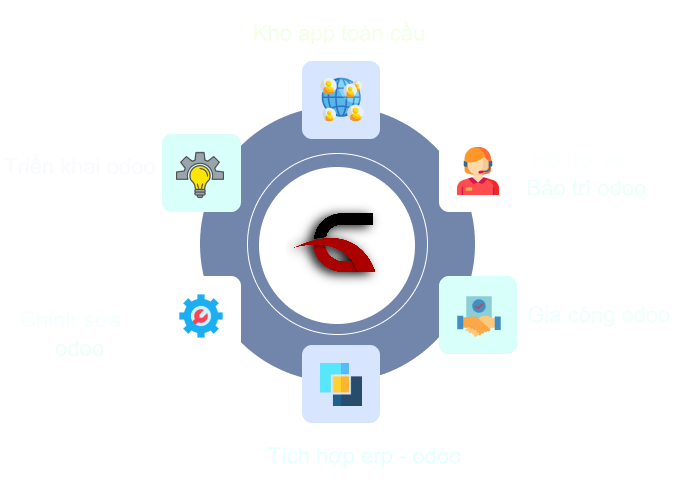 Kho app toàn cầu
Triển khai odoo
Bảo trì odoo
Gia công odoo
Chỉnh erp
odoo
Tích hợp erp - odoo